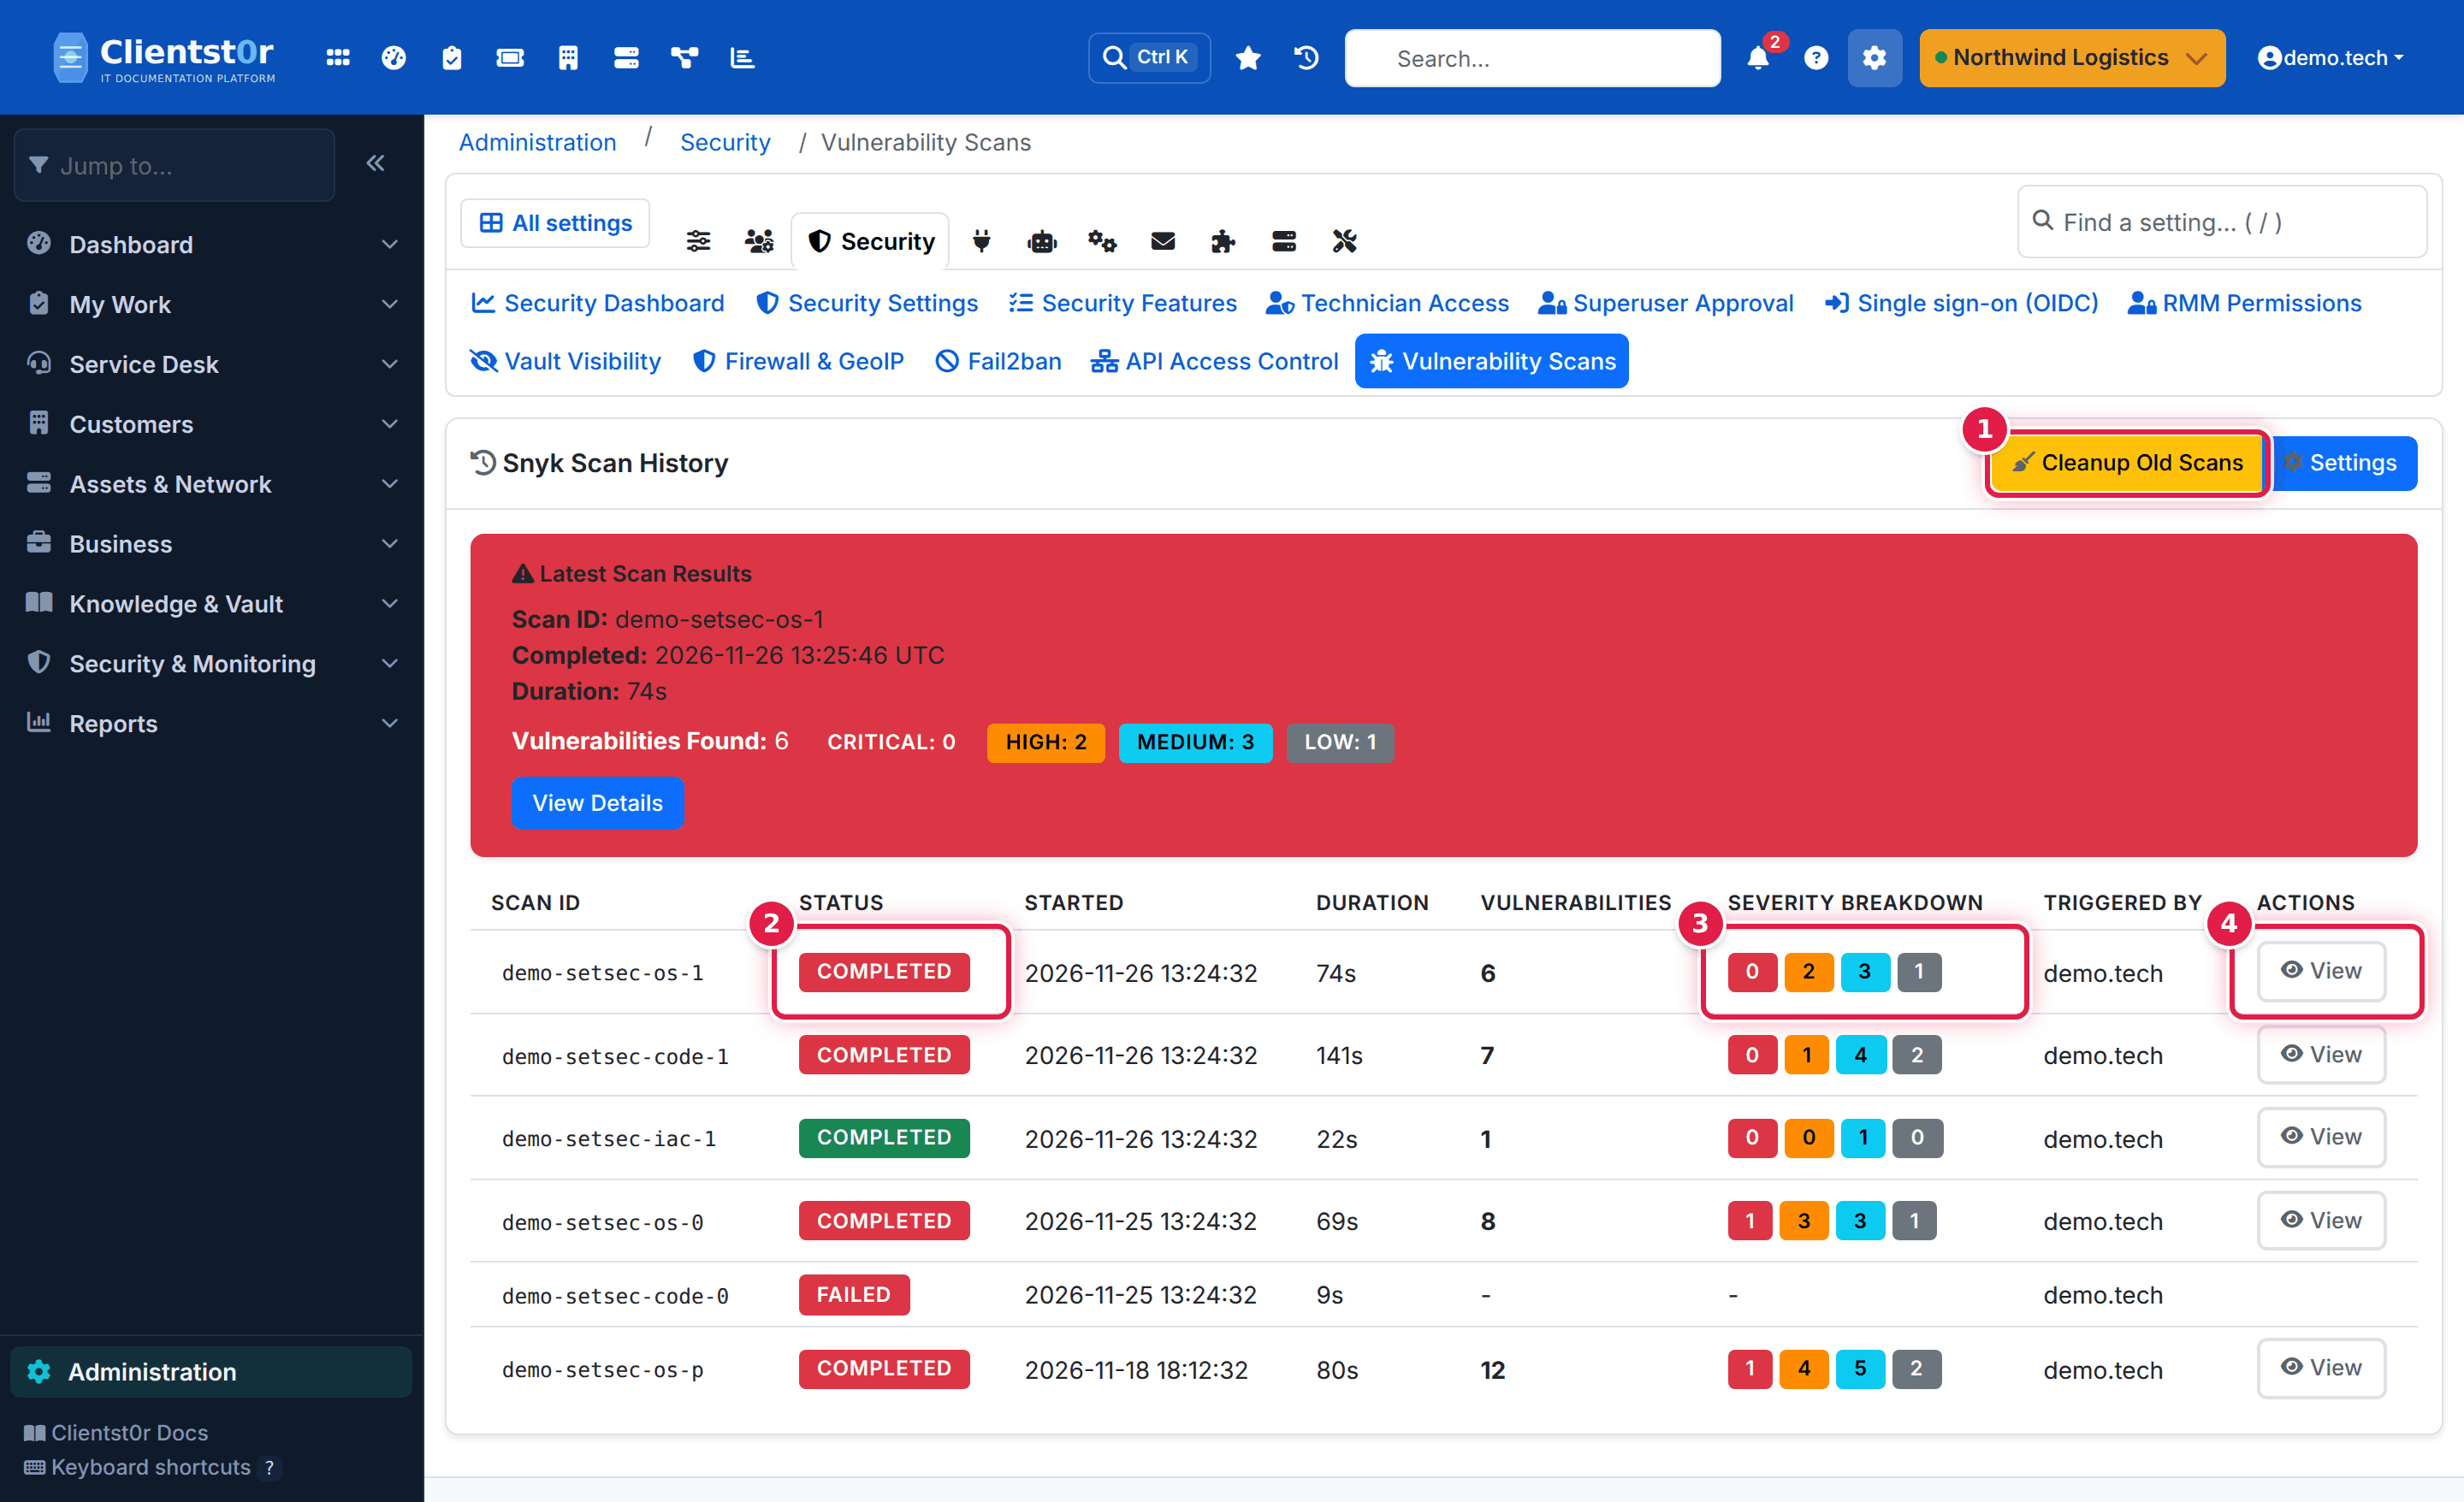 Clientst0r
IT DOCUMENTATION PLATFORM
Ctrl K
Search...
2
?
Northwind Logistics
demo.tech
Jump to...
Dashboard
My Work
Service Desk
Customers
Assets & Network
Business
Knowledge & Vault
Security & Monitoring
Reports
Administration
Clientst0r Docs
Keyboard shortcuts ?
Administration / Security / Vulnerability Scans
All settings
Security
Find a setting... ( / )
Security Dashboard Security Settings Security Features Technician Access Superuser Approval Single sign-on (OIDC) RMM Permissions
Vault Visibility Firewall & GeoIP Fail2ban API Access Control Vulnerability Scans
Snyk Scan History
1
Cleanup Old Scans
Settings
Latest Scan Results
Scan ID: demo-setsec-os-1
Completed: 2026-11-26 13:25:46 UTC
Duration: 74s
Vulnerabilities Found: 6 CRITICAL: 0 HIGH: 2 MEDIUM: 3 LOW: 1
View Details
SCAN ID STATUS STARTED DURATION VULNERABILITIES SEVERITY BREAKDOWN TRIGGERED BY ACTIONS
2 3 4
demo-setsec-os-1 COMPLETED 2026-11-26 13:24:32 74s 6 0 2 3 1 demo.tech View
demo-setsec-code-1 COMPLETED 2026-11-26 13:24:32 141s 7 0 1 4 2 demo.tech View
demo-setsec-iac-1 COMPLETED 2026-11-26 13:24:32 22s 1 0 0 1 0 demo.tech View
demo-setsec-os-0 COMPLETED 2026-11-25 13:24:32 69s 8 1 3 3 1 demo.tech View
demo-setsec-code-0 FAILED 2026-11-25 13:24:32 9s - - demo.tech
demo-setsec-os-p COMPLETED 2026-11-18 18:12:32 80s 12 1 4 5 2 demo.tech View